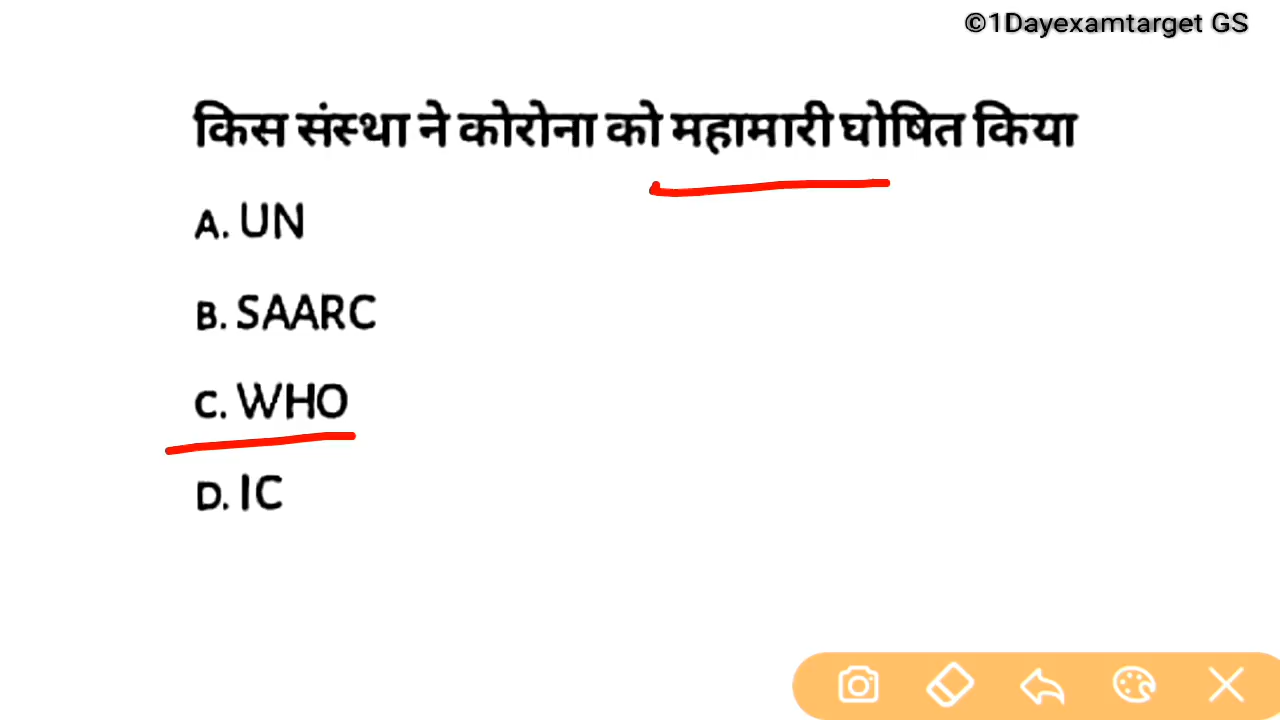 ©1Dayexamtarget GS
किस संस्था ने कोरोना को महामारी घोषित किया
A. UN
B. SAARC
C. WHO
D. IC